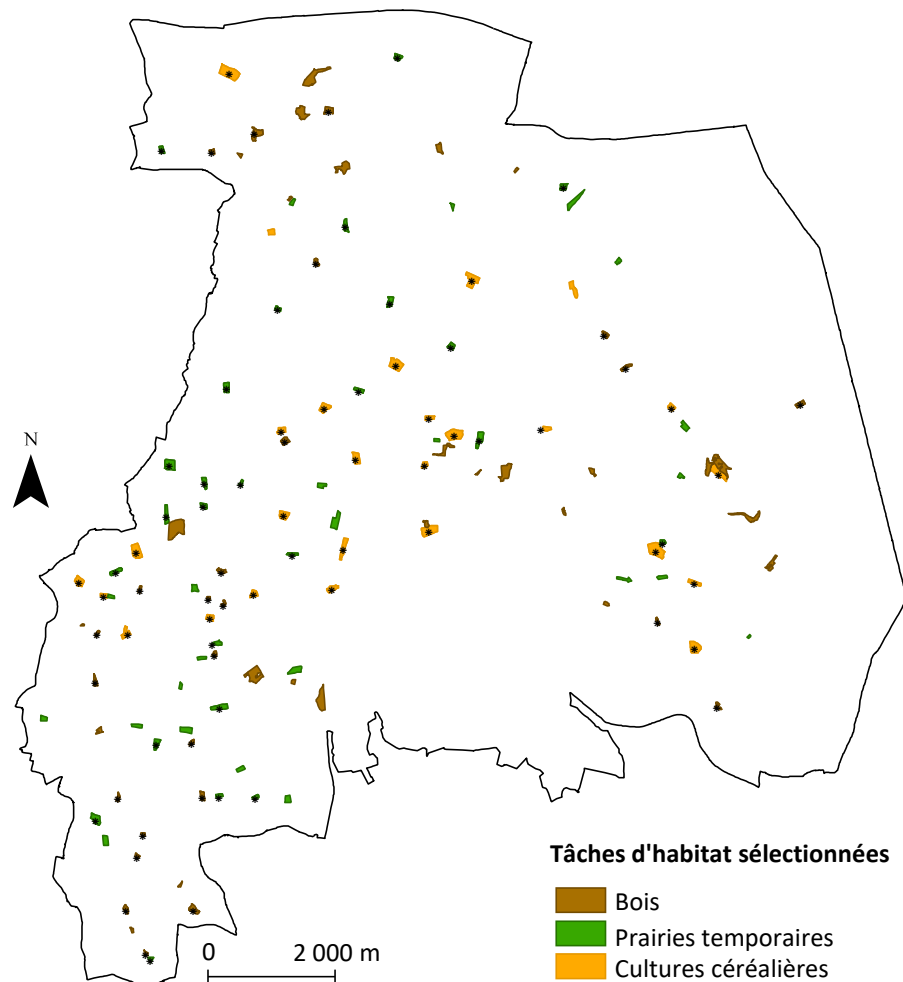 N
Tâches d'habitat sélectionnées
Bois
Prairies temporaires
Cultures céréalières
0 2 000 m